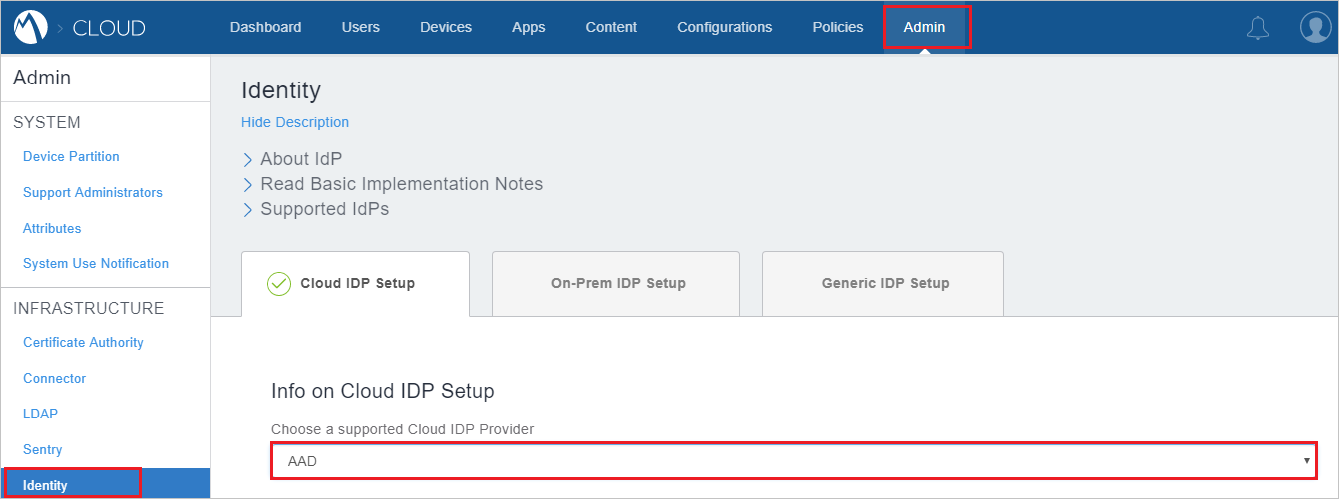 > CLOUD Dashboard Users Devices Apps Content Configurations Policies Admin
Admin
SYSTEM
Device Partition
Support Administrators
Attributes
System Use Notification
INFRASTRUCTURE
Certificate Authority
Connector
LDAP
Sentry
Identity
Identity
Hide Description
About IdP
Read Basic Implementation Notes
Supported IdPs
Cloud IDP Setup On-Prem IDP Setup Generic IDP Setup
Info on Cloud IDP Setup
Choose a supported Cloud IDP Provider
AAD